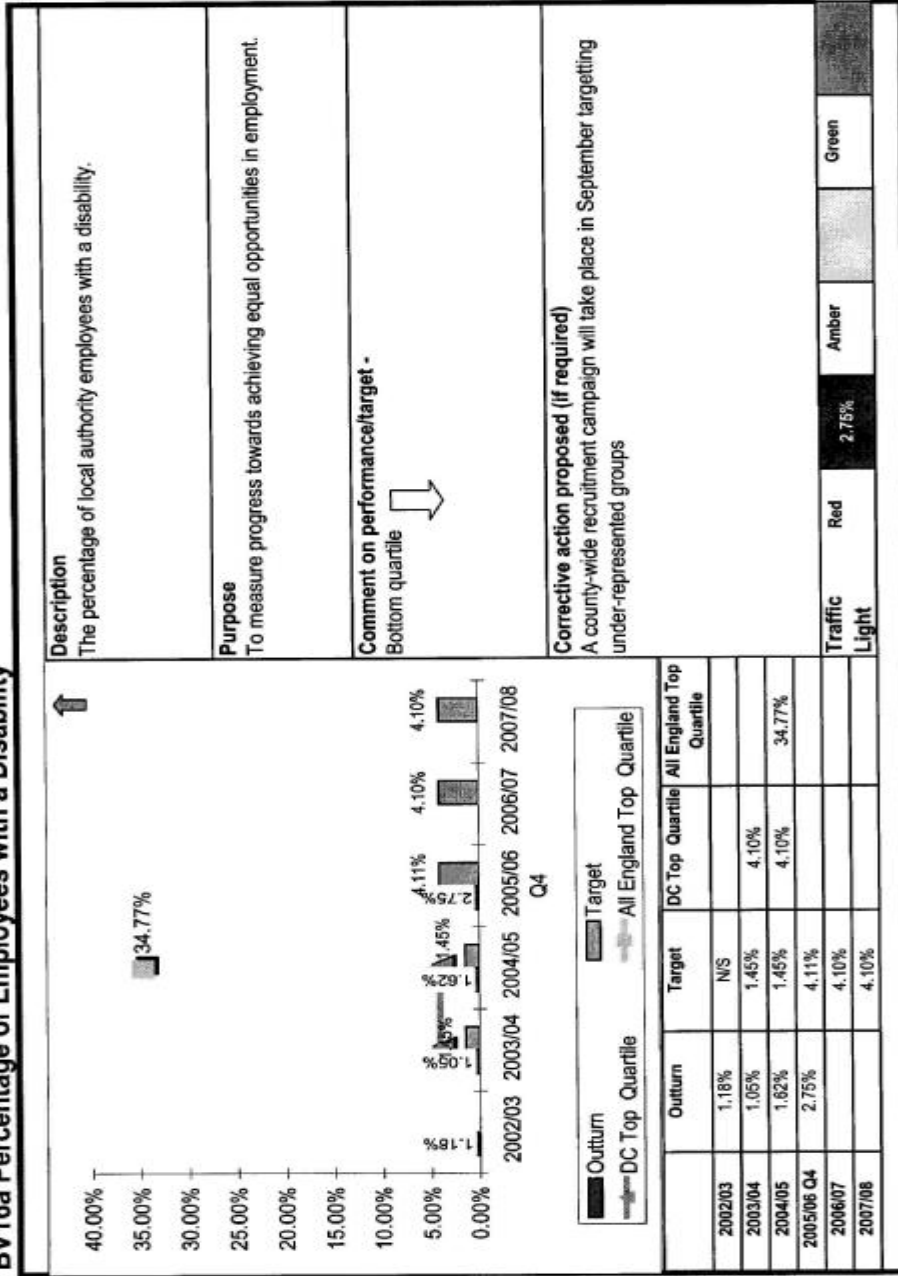 BV16a Percentage of Employees with a Disability
40.00%
35.00%
30.00%
25.00%
20.00%
15.00%
10.00%
5.00%
0.00%
34.77%
1.18%
1.05%
1.62%
1.45%
2.75%
4.11%
4.10%
4.10%
2002/03
2003/04
2004/05
2005/06
Q4
2006/07
2007/08
Outturn
Target
DC Top Quartile
All England Top Quartile
Outturn Target DC Top Quartile All England Top Quartile
2002/03 1.18% N/S
2003/04 1.05% 1.45% 4.10%
2004/05 1.62% 1.45% 4.10% 34.77%
2005/06 Q4 2.75% 4.11%
2006/07 4.10%
2007/08 4.10%
Description
The percentage of local authority employees with a disability.
Purpose
To measure progress towards achieving equal opportunities in employment.
Comment on performance/target -
Bottom quartile
Corrective action proposed (if required)
A county-wide recruitment campaign will take place in September targetting
under-represented groups
Traffic Light
Red 2.75% Amber Green